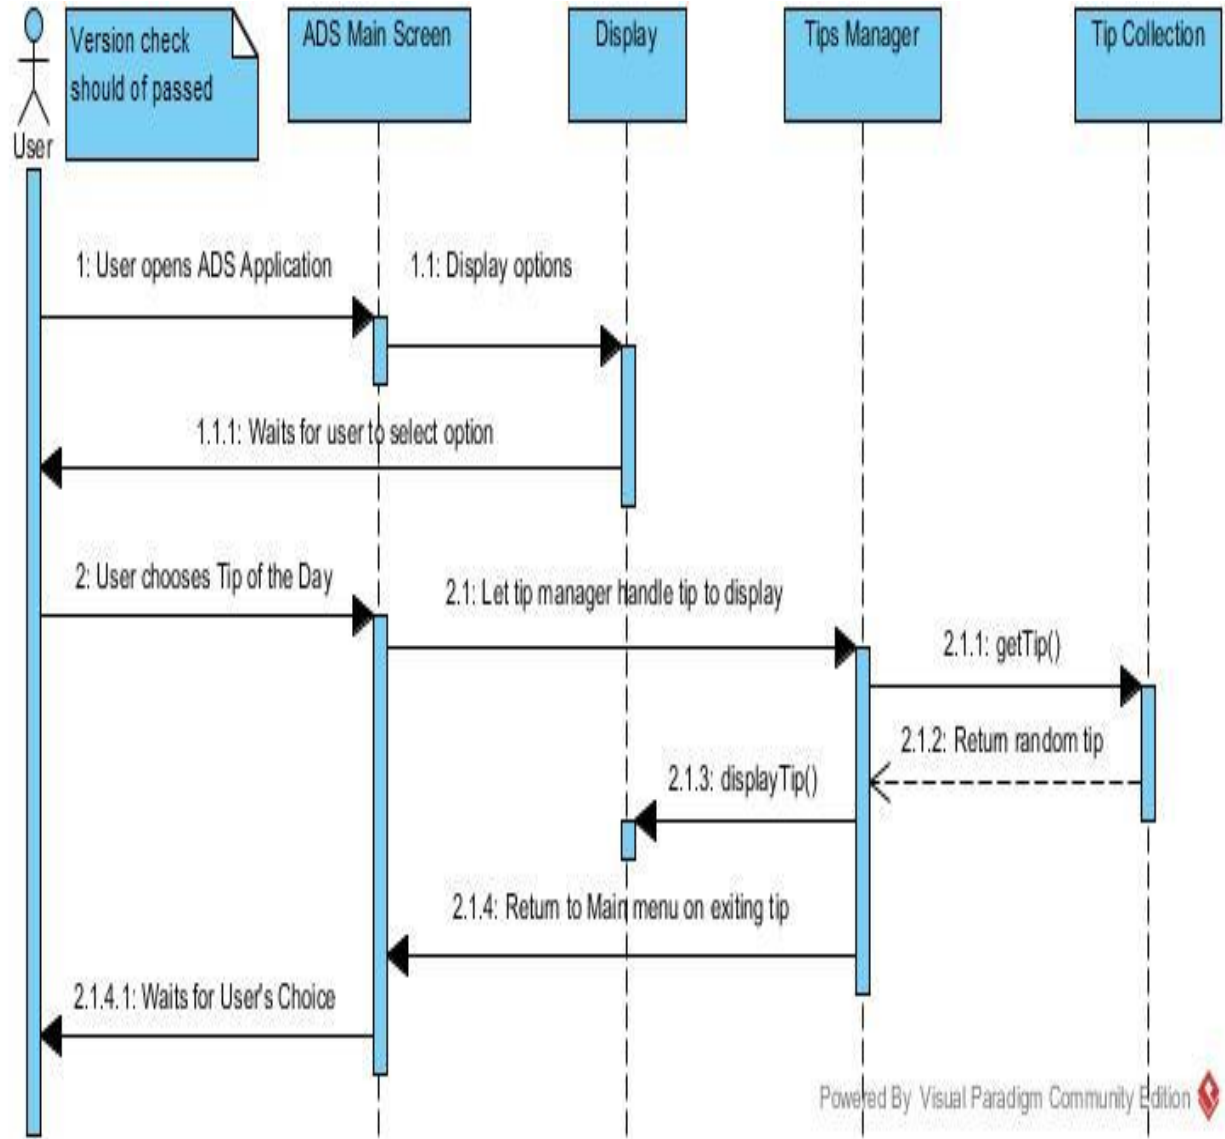 Version check
should of passed
User
ADS Main Screen
Display
Tips Manager
Tip Collection
1: User opens ADS Application
1.1: Display options
1.1.1: Waits for user to select option
2: User chooses Tip of the Day
2.1: Let tip manager handle tip to display
2.1.1: getTip()
2.1.2: Return random tip
2.1.3: displayTip()
2.1.4: Return to Main menu on exiting tip
2.1.4.1: Waits for User's Choice
Powered By Visual Paradigm Community Edition